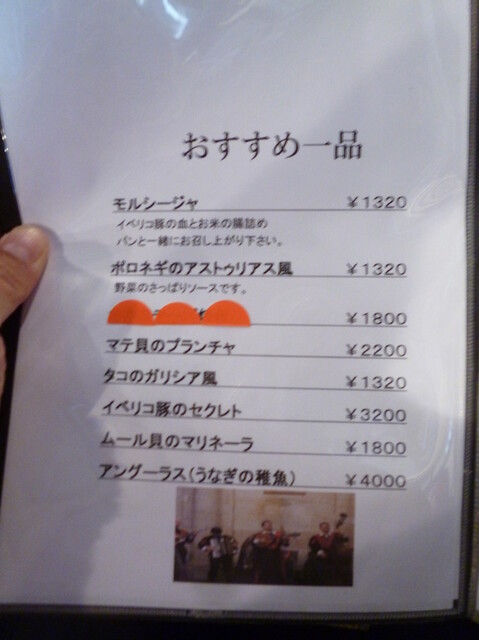 おすすめ一品
モルシージャ ￥1320
イベリコ豚の血とお米の腸詰め
パンと一緒にお召し上がり下さい。
ポロネギのアストゥリアス風 ￥1320
野菜のさっぱりソースです。
￥1800
マテ貝のプランチャ ￥2200
タコのガリシア風 ￥1320
イベリコ豚のセクレト ￥3200
ムール貝のマリネーラ ￥1800
アングーラス(うなぎの稚魚) ￥4000